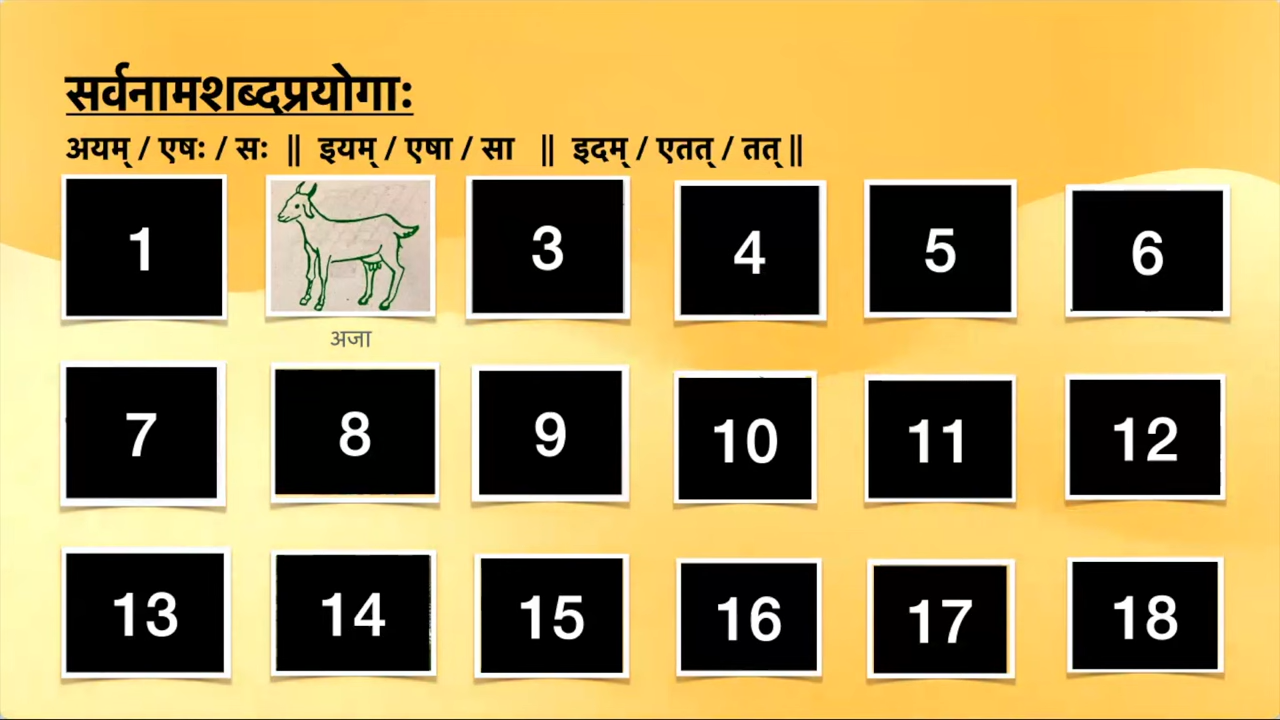 सर्वनामशब्दप्रयोगाः
अयम् / एषः / सः || इयम् / एषा / सा || इदम् / एतत् / तत् ||
1 3 4 5 6
अजा
7 8 9 10 11 12
13 14 15 16 17 18